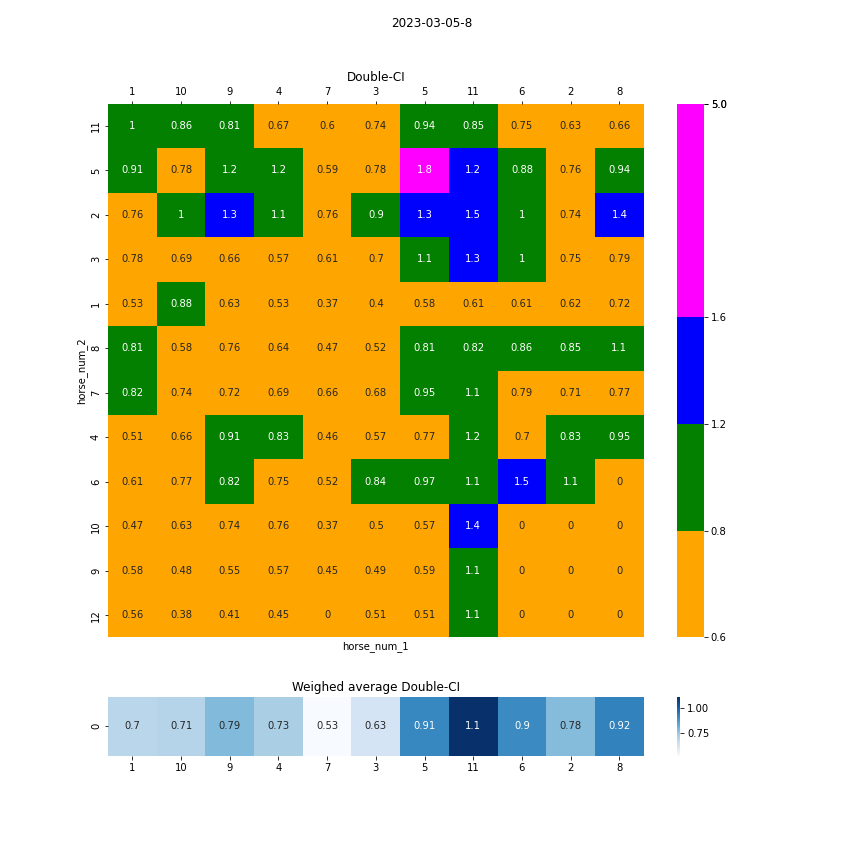 2023-03-05-8
Double-CI
1 10 9 4 7 3 5 11 6 2 8
11 1 0.86 0.81 0.67 0.6 0.74 0.94 0.85 0.75 0.63 0.66
5 0.91 0.78 1.2 1.2 0.59 0.78 1.8 1.2 0.88 0.76 0.94
2 0.76 1 1.3 1.1 0.76 0.9 1.3 1.5 1 0.74 1.4
3 0.78 0.69 0.66 0.57 0.61 0.7 1.1 1.3 1 0.75 0.79
1 0.53 0.88 0.63 0.53 0.37 0.4 0.58 0.61 0.61 0.62 0.72
8 0.81 0.58 0.76 0.64 0.47 0.52 0.81 0.82 0.86 0.85 1.1
7 0.82 0.74 0.72 0.69 0.66 0.68 0.95 1.1 0.79 0.71 0.77
4 0.51 0.66 0.91 0.83 0.46 0.57 0.77 1.2 0.7 0.83 0.95
6 0.61 0.77 0.82 0.75 0.52 0.84 0.97 1.1 1.5 1.1 0
10 0.47 0.63 0.74 0.76 0.37 0.5 0.57 1.4 0 0 0
9 0.58 0.48 0.55 0.57 0.45 0.49 0.59 1.1 0 0 0
12 0.56 0.38 0.41 0.45 0 0.51 0.51 1.1 0 0 0
horse_num_2
horse_num_1
5.0
1.6
1.2
0.8
0.6
Weighed average Double-CI
0 0.7 0.71 0.79 0.73 0.53 0.63 0.91 1.1 0.9 0.78 0.92
1 10 9 4 7 3 5 11 6 2 8
1.00
0.75